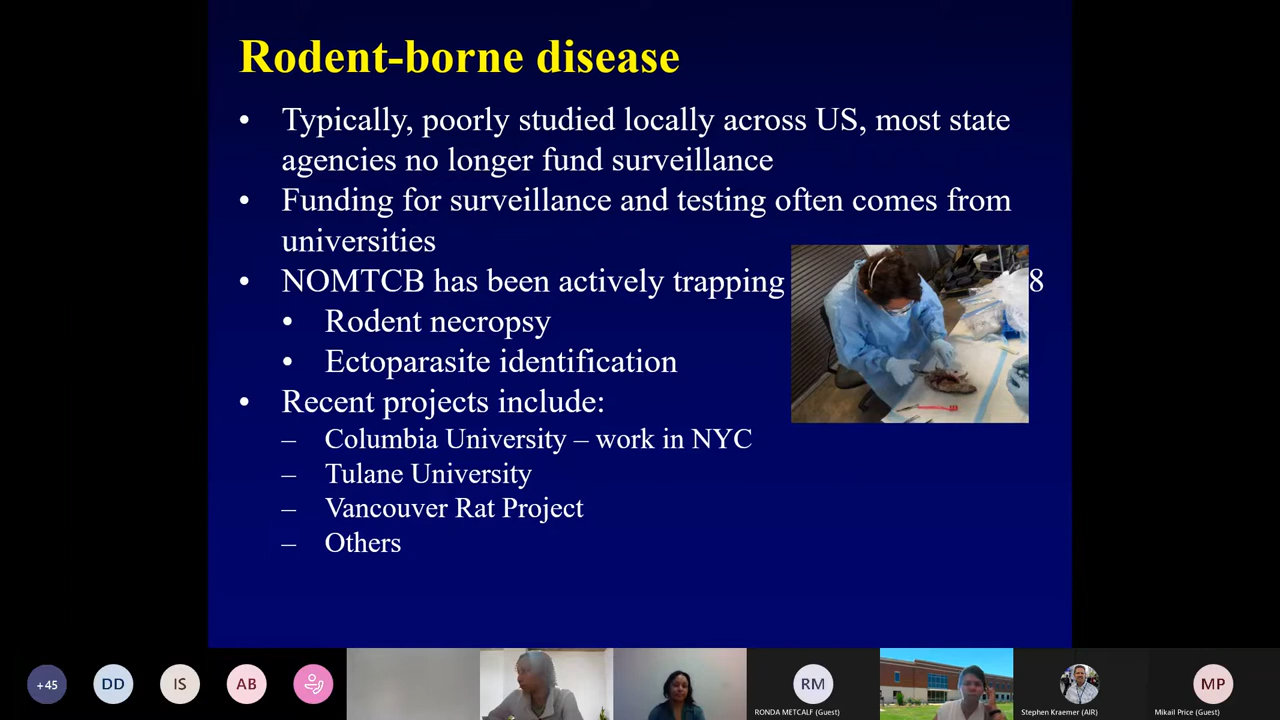 Rodent-borne disease
• Typically, poorly studied locally across US, most state
agencies no longer fund surveillance
• Funding for surveillance and testing often comes from
universities
• NOMTCB has been actively trapping 8
• Rodent necropsy
• Ectoparasite identification
• Recent projects include:
– Columbia University – work in NYC
– Tulane University
– Vancouver Rat Project
– Others
+45
DD
IS
AB
RM
RONDA METCALF (Guest)
Stephen Kraemer (AIR)
MP
Mikail Price (Guest)